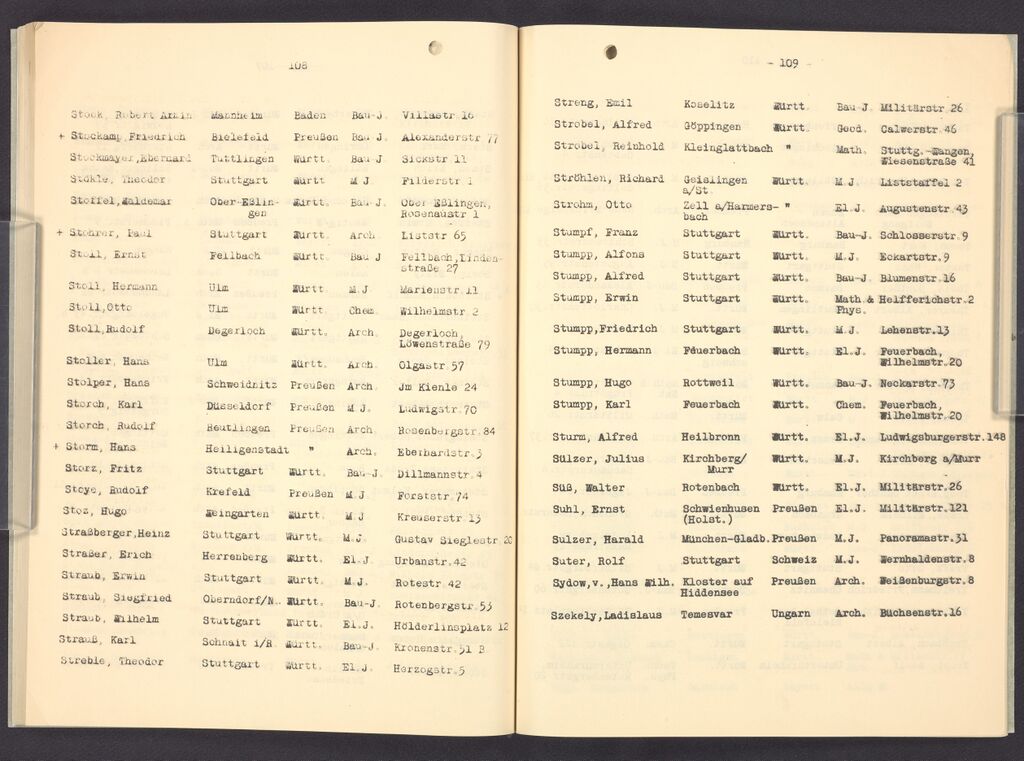 108
Stock, Robert Armin Mannheim Baden Bau-J. Villastr.16
+ Stockamp,Friedrich Bielefeld Preußen Bau J. Alexanderstr 77
Stockmayer,Eberhard Tuttlingen Württ. Bau-J Sickstr 11
Stökle, Theodor Stuttgart Württ M J. Filderstr 1
Stoffel,Waldemar Ober-Eßlin- Württ. Bau-J. Ober Eßlingen,
gen Rosenaustr 1
+ Stohrer, Paul Stuttgart Württ. Arch. Liststr 65
Stoll, Ernst Fellbach Württ. Bau J Fellbach,Linden-
straße 27
Stoll, Hermann Ulm Württ M J Marienstr.11
Stoll,Otto Ulm Württ. Chem. Wilhelmstr 2
Stoll,Rudolf Degerloch Württ. Arch. Degerloch,
Löwenstraße 79
Stoller, Hans Ulm Württ. Arch. Olgastr 57
Stolper, Hans Schweidnitz Preußen Arch. Jm Kienle 24
Storch, Karl Düsseldorf Preußen M J. Ludwigstr.70
Storch, Rudolf Reutlingen Preußen Arch. Rosenbergstr.84
+ Storm, Hans Heiligenstadt " Arch. Eberhardstr.3
Storz, Fritz Stuttgart Württ. Bau-J. Dillmannstr.4
Stoye, Rudolf Krefeld Preußen M J. Forststr.74
Stoz, Hugo Weingarten Württ. M J Kreuserstr 13
Straßberger,Heinz Stuttgart Württ. M.J. Gustav Sieglestr.20
Straßer, Erich Herrenberg Württ. El.J. Urbanstr.42
Straub, Erwin Stuttgart Württ. M.J. Rotestr.42
Straub, Siegfried Oberndorf/N. Württ. Bau-J. Rotenbergstr.53
Straub, Wilhelm Stuttgart Württ. El.J. Hölderlinsplatz 12
Strauß, Karl Schnait i/R. Württ. Bau-J. Kronenstr.51 B
Streble, Theodor Stuttgart Württ. El.J Herzogstr.5
- 109 -
Streng, Emil Koselitz Württ. Bau-J Militärstr 26
Strobel, Alfred Göppingen Württ. Geod. Calwerstr.46
Strobel, Reinhold Kleinglattbach " Math. Stuttg.-Wangen,
Wiesenstraße 41
Ströhlen, Richard Geislingen Württ. M.J. Liststaffel 2
a/St.
Strohm, Otto Zell a/Harmers- " El.J. Augustenstr.43
bach
Stumpf, Franz Stuttgart Württ. Bau-J. Schlosserstr.9
Stumpp, Alfons Stuttgart Württ. M.J. Eckartstr.9
Stumpp, Alfred Stuttgart Württ. Bau-J Blumenstr.16
Stumpp, Erwin Stuttgart Württ. Math.& Helfferichstr.2
Phys.
Stumpp,Friedrich Stuttgart Württ. M.J. Lehenstr.13
Stumpp, Hermann Feuerbach Württ. El.J. Feuerbach,
Wilhelmstr.20
Stumpp, Hugo Rottweil Württ. Bau-J. Neckarstr.73
Stumpp, Karl Feuerbach Württ. Chem. Feuerbach,
Wilhelmstr.20
Sturm, Alfred Heilbronn Württ. El.J. Ludwigsburgerstr.148
Sülzer, Julius Kirchberg/ Württ. M.J. Kirchberg a/Murr
Murr
Süß, Walter Rotenbach Württ. El.J. Militärstr.26
Suhl, Ernst Schwienhusen Preußen El.J. Militärstr.121
(Holst.)
Sulzer, Harald München-Gladb.Preußen M.J. Panoramastr.31
Suter, Rolf Stuttgart Schweiz M.J. Wernhaldenstr.8
Sydow,v.,Hans Wilh. Kloster auf Preußen Arch. Weißenburgstr.8
Hiddensee
Szekely,Ladislaus Temesvar Ungarn Arch. Büchsenstr.16